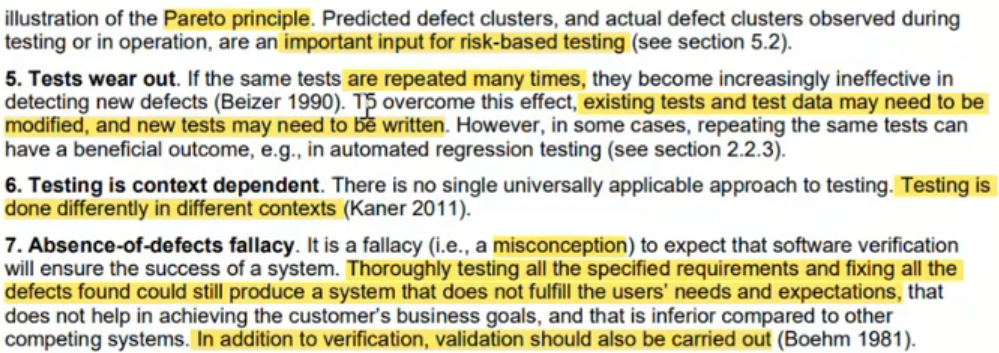 illustration of the Pareto principle. Predicted defect clusters, and actual defect clusters observed during
testing or in operation, are an important input for risk-based testing (see section 5.2).
5. Tests wear out. If the same tests are repeated many times, they become increasingly ineffective in
detecting new defects (Beizer 1990). To overcome this effect, existing tests and test data may need to be
modified, and new tests may need to be written. However, in some cases, repeating the same tests can
have a beneficial outcome, e.g., in automated regression testing (see section 2.2.3).
6. Testing is context dependent. There is no single universally applicable approach to testing. Testing is
done differently in different contexts (Kaner 2011).
7. Absence-of-defects fallacy. It is a fallacy (i.e., a misconception) to expect that software verification
will ensure the success of a system. Thoroughly testing all the specified requirements and fixing all the
defects found could still produce a system that does not fulfill the users' needs and expectations, that
does not help in achieving the customer's business goals, and that is inferior compared to other
competing systems. In addition to verification, validation should also be carried out (Boehm 1981).